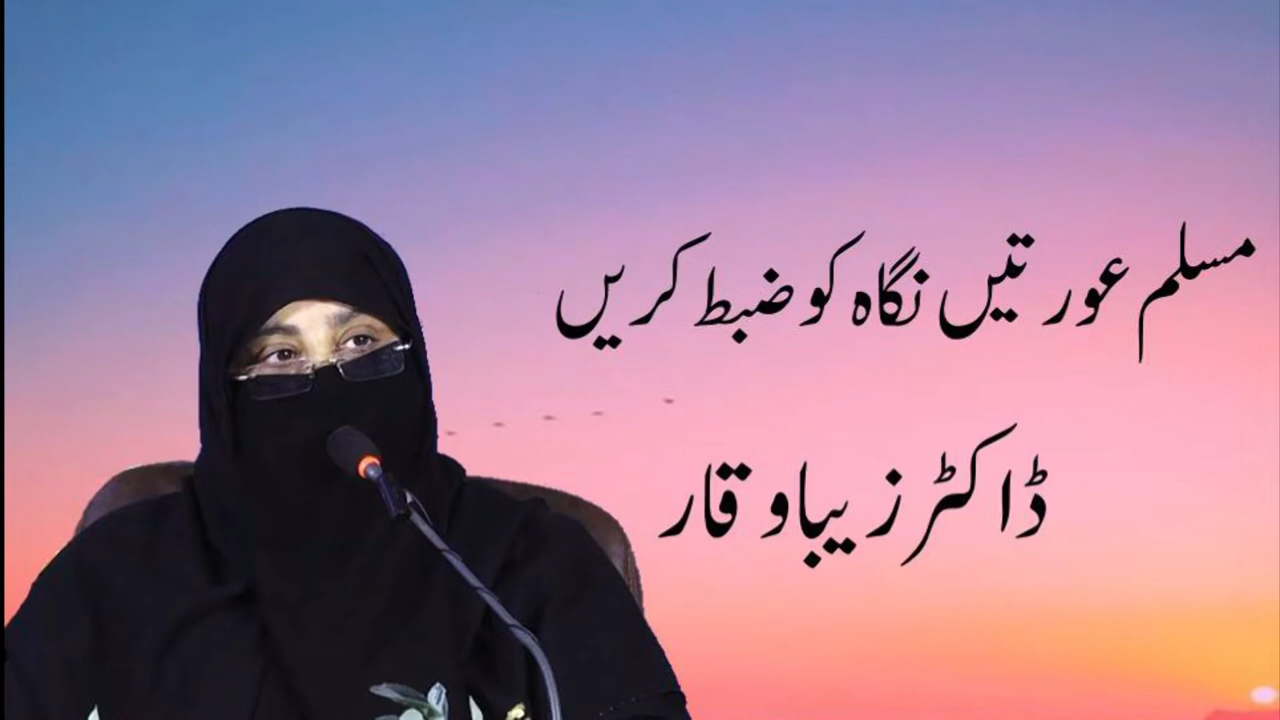 مسلم عورتیں نگاہ کو ضبط کریں
ڈاکٹر زیبا وقار